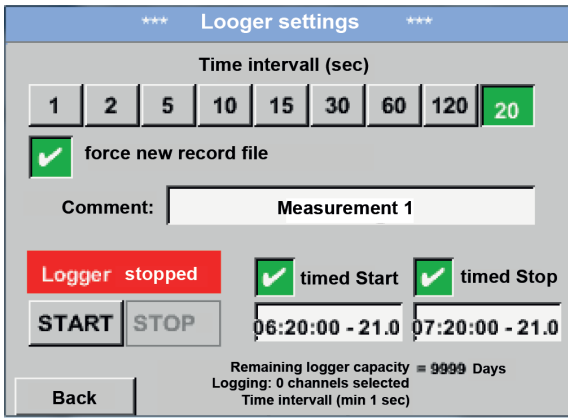 *** Looger settings ***
Time intervall (sec)
1 2 5 10 15 30 60 120 20
force new record file
Comment: Measurement 1
Logger stopped
timed Start timed Stop
START STOP 06:20:00 - 21.0 07:20:00 - 21.0
Remaining logger capacity = 9999 Days
Logging: 0 channels selected
Time intervall (min 1 sec)
Back